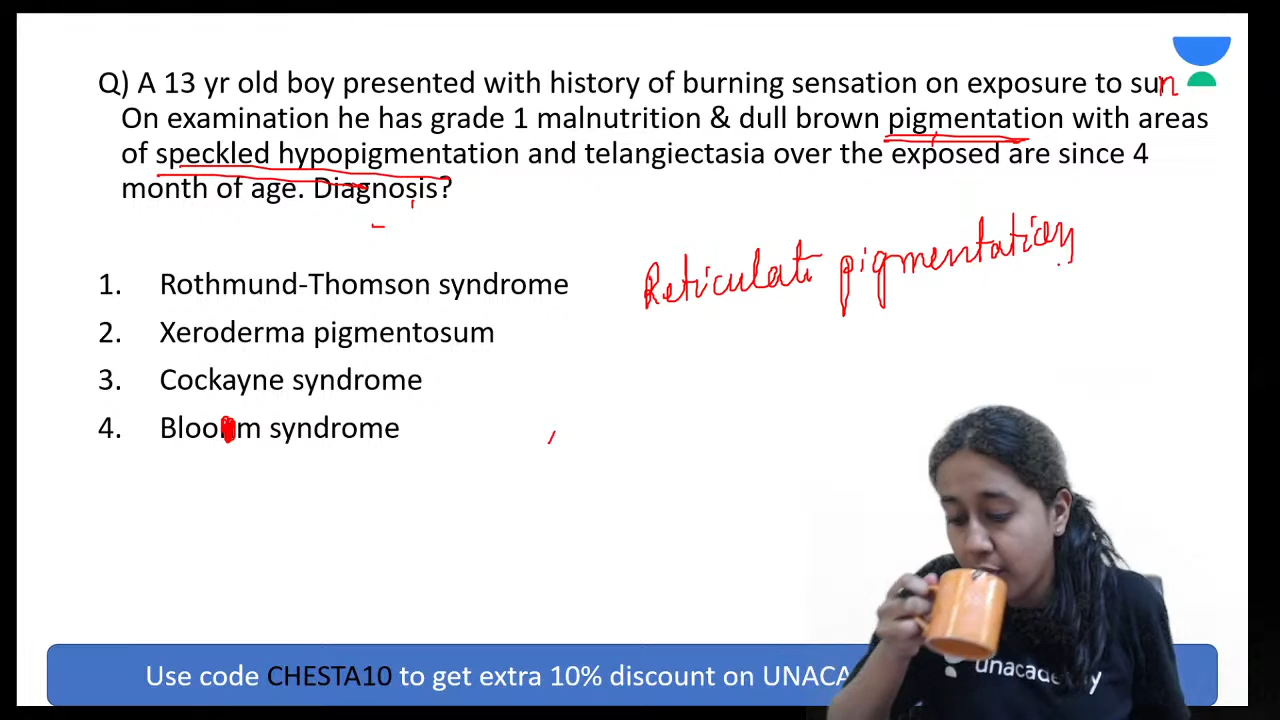 Q) A 13 yr old boy presented with history of burning sensation on exposure to sun
On examination he has grade 1 malnutrition & dull brown pigmentation with areas
of speckled hypopigmentation and telangiectasia over the exposed are since 4
month of age. Diagnosis?
Reticulate pigmentation
1. Rothmund-Thomson syndrome
2. Xeroderma pigmentosum
3. Cockayne syndrome
4. Bloom syndrome
Use code CHESTA10 to get extra 10% discount on UNACA
unacademy